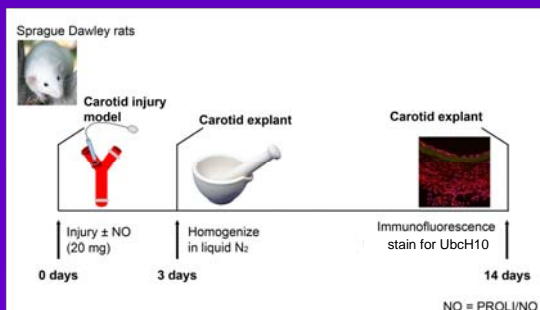 Sprague Dawley rats
Carotid injury
model
Carotid explant
Carotid explant
Injury ± NO
(20 mg)
Homogenize
in liquid N₂
Immunofluorescence
stain for UbcH10
0 days
3 days
14 days
NO = PROLI/NO